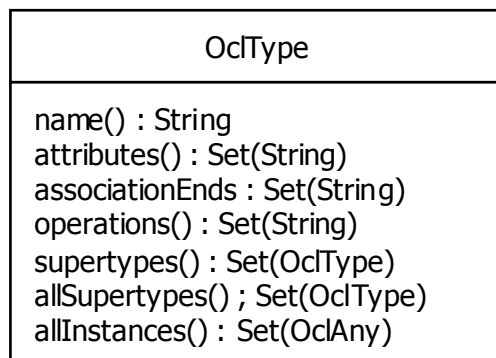 OclType
name() : String
attributes() : Set(String)
associationEnds : Set(String)
operations() : Set(String)
supertypes() : Set(OclType)
allSupertypes() ; Set(OclType)
allInstances() : Set(OclAny)